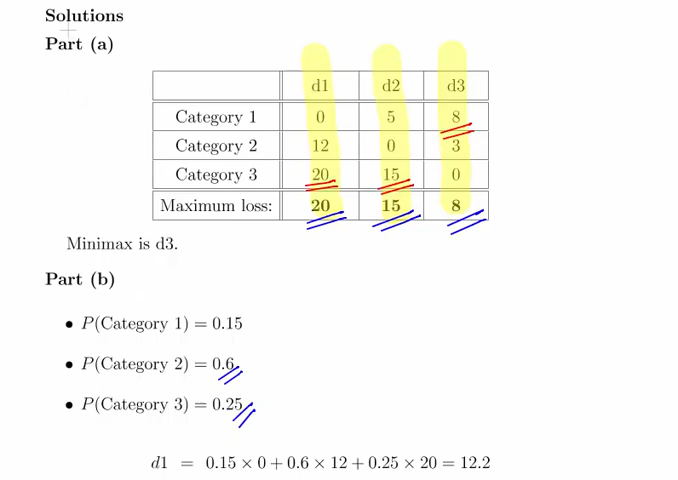 Solutions
Part (a)
d1 d2 d3
Category 1 0 5 8
Category 2 12 0 3
Category 3 20 15 0
Maximum loss: 20 15 8
Minimax is d3.
Part (b)
• P(Category 1) = 0.15
• P(Category 2) = 0.6
• P(Category 3) = 0.25
d1 = 0.15 × 0 + 0.6 × 12 + 0.25 × 20 = 12.2